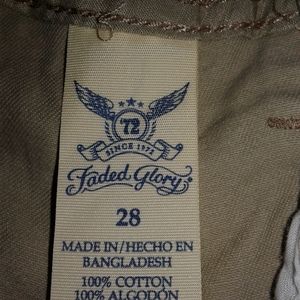 '72
SINCE 1972
Faded Glory
28
MADE IN/HECHO EN
BANGLADESH
100% COTTON
100% ALGODÓN